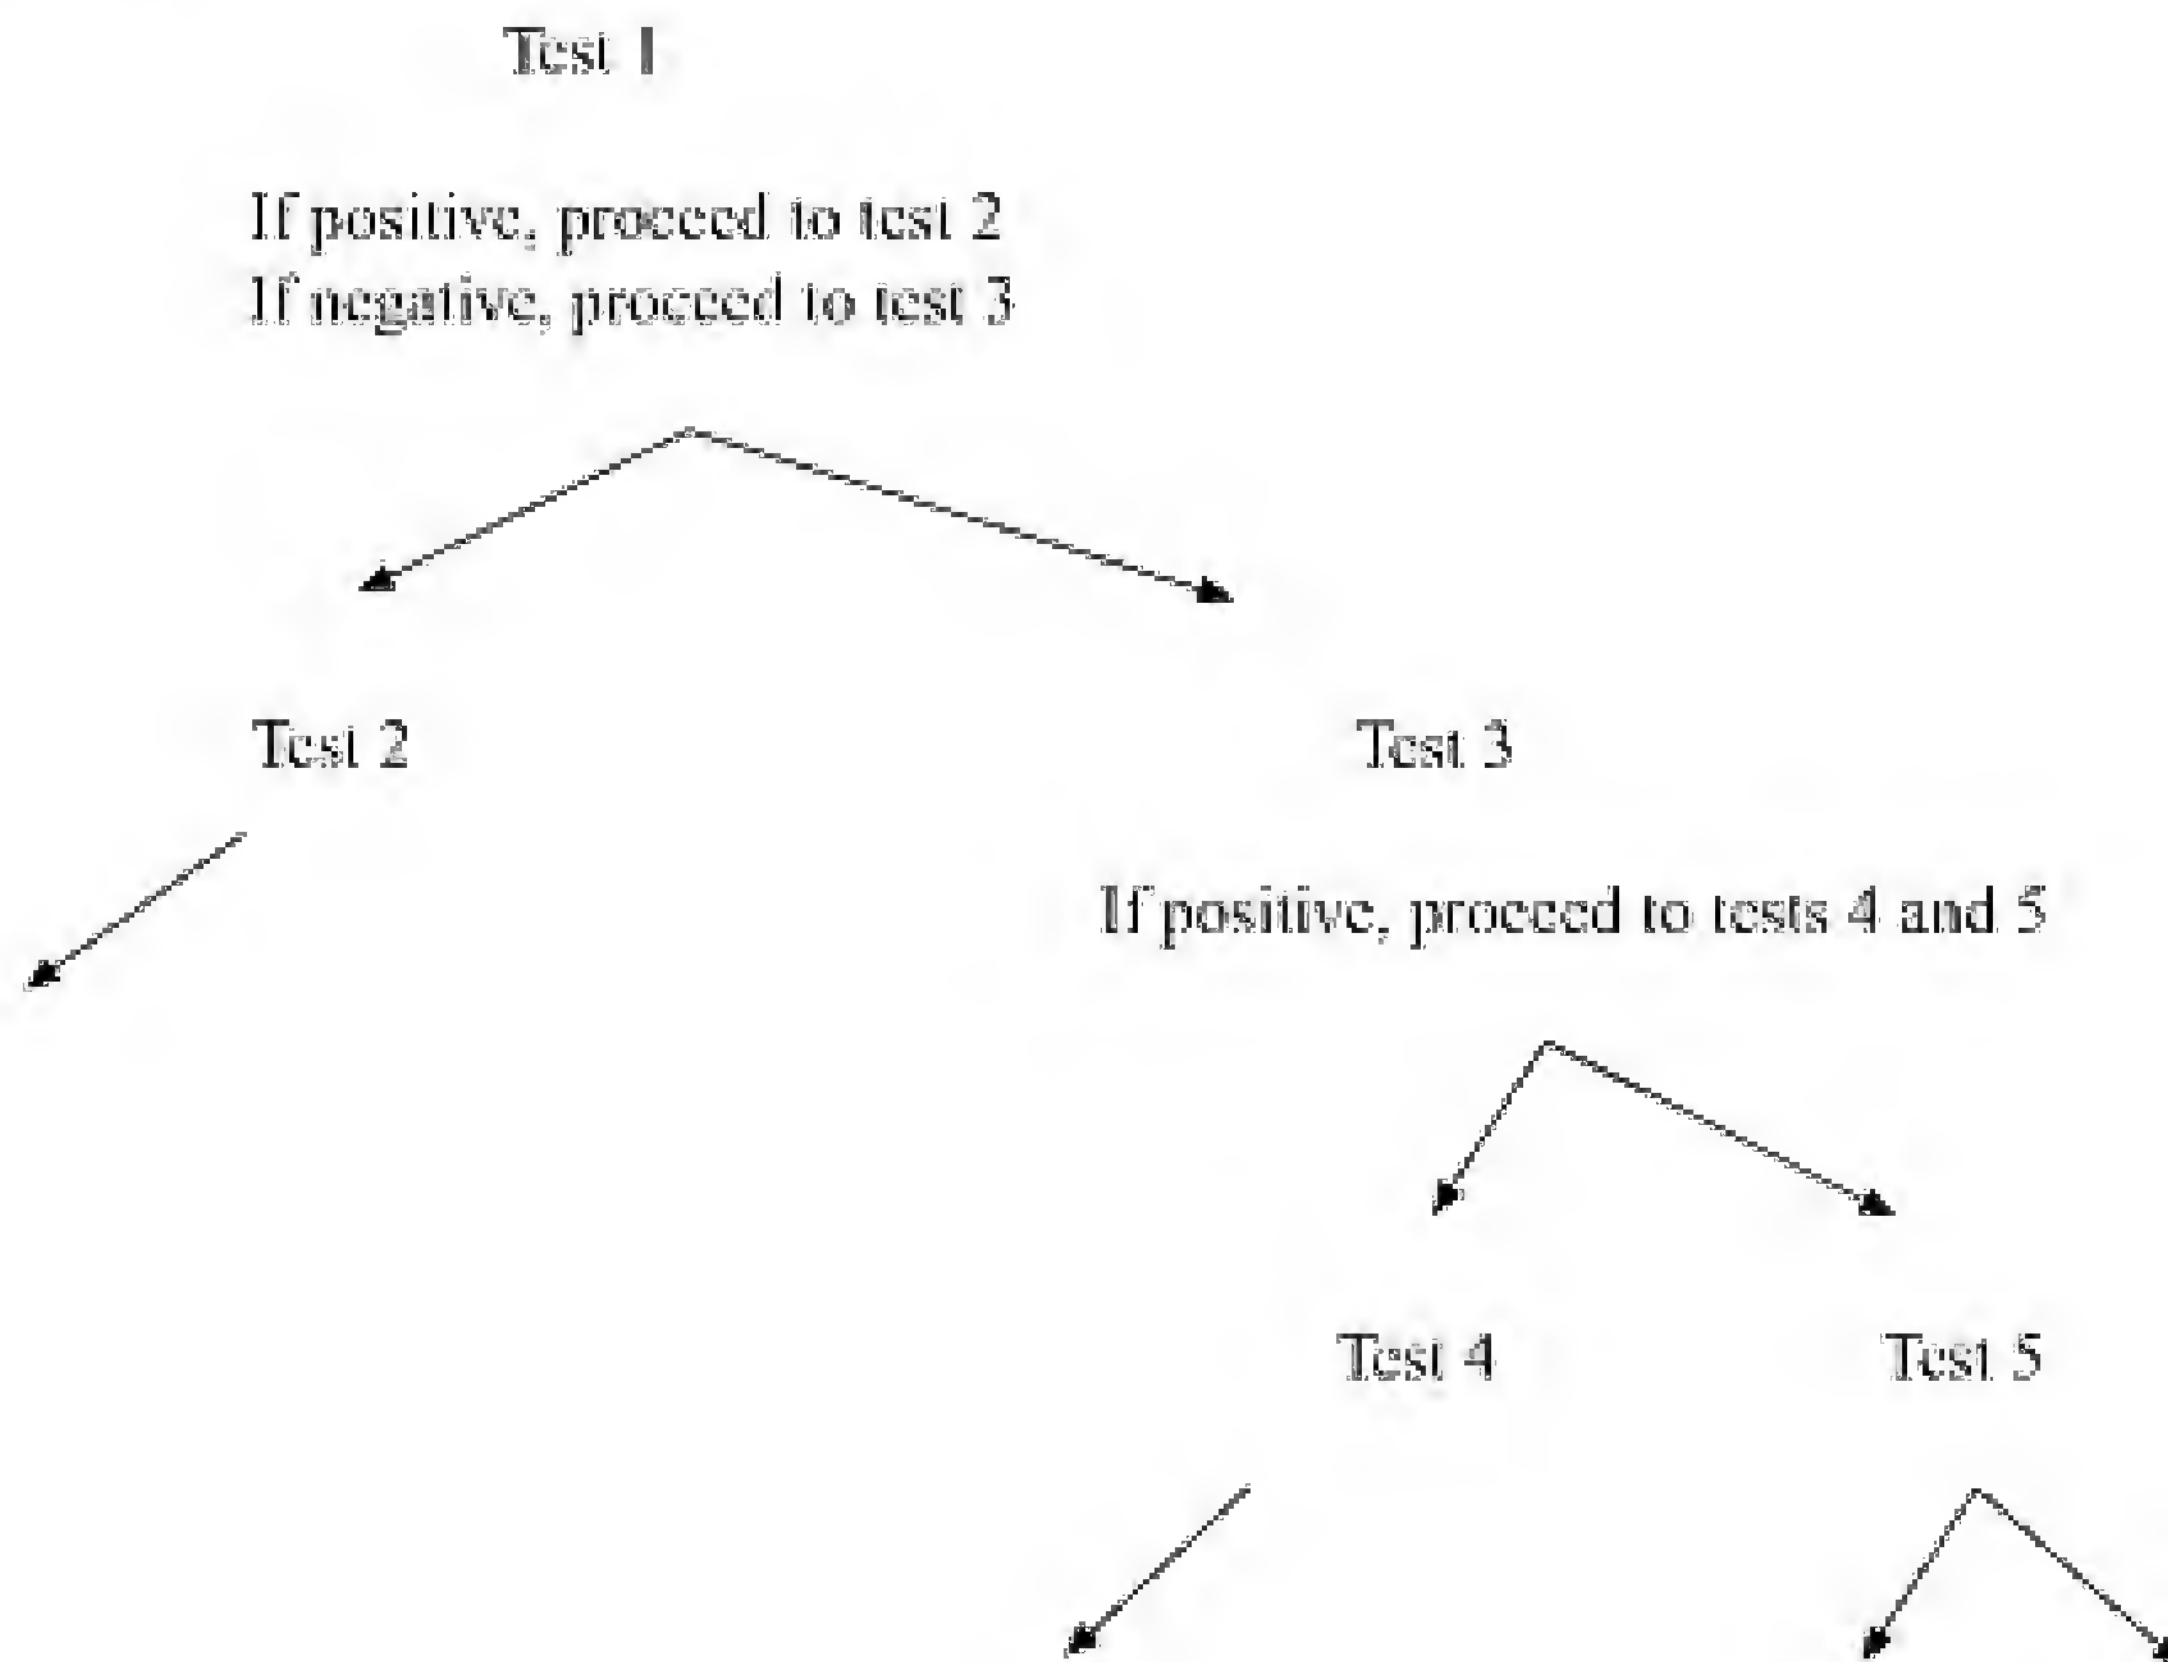 Test 1
If positive, proceed to test 2
If negative, proceed to test 3
Test 2
Test 3
If positive, proceed to tests 4 and 5
Test 4
Test 5